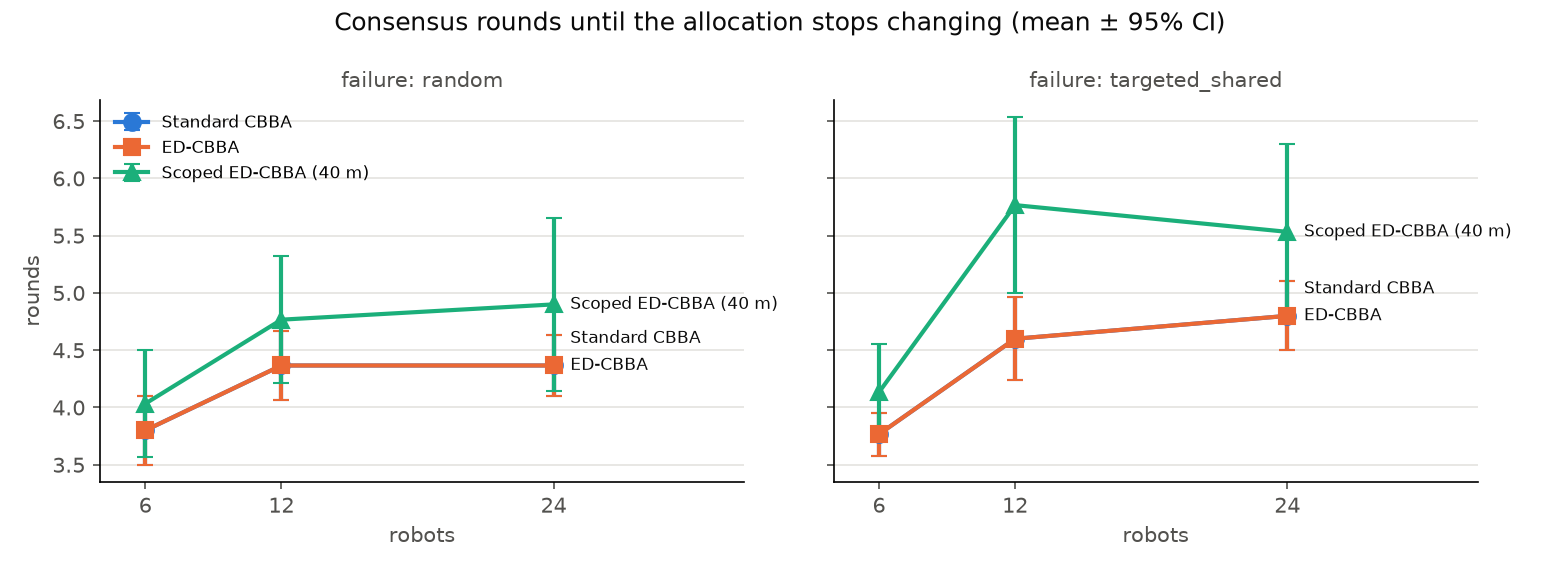 Consensus rounds until the allocation stops changing (mean ± 95% CI)
failure: random
failure: targeted_shared
Standard CBBA
ED-CBBA
Scoped ED-CBBA (40 m)
6.5
6.0
5.5
5.0
4.5
4.0
3.5
rounds
Scoped ED-CBBA (40 m)
Standard CBBA
ED-CBBA
Scoped ED-CBBA (40 m)
Standard CBBA
ED-CBBA
6 12 24
6 12 24
robots
robots